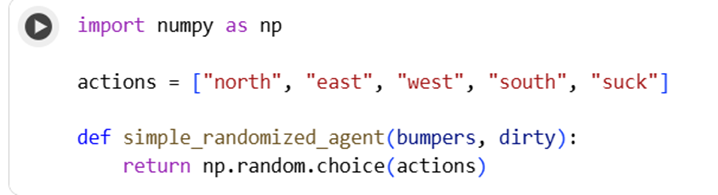 import numpy as np
actions = ["north", "east", "west", "south", "suck"]
def simple_randomized_agent(bumpers, dirty):
    return np.random.choice(actions)